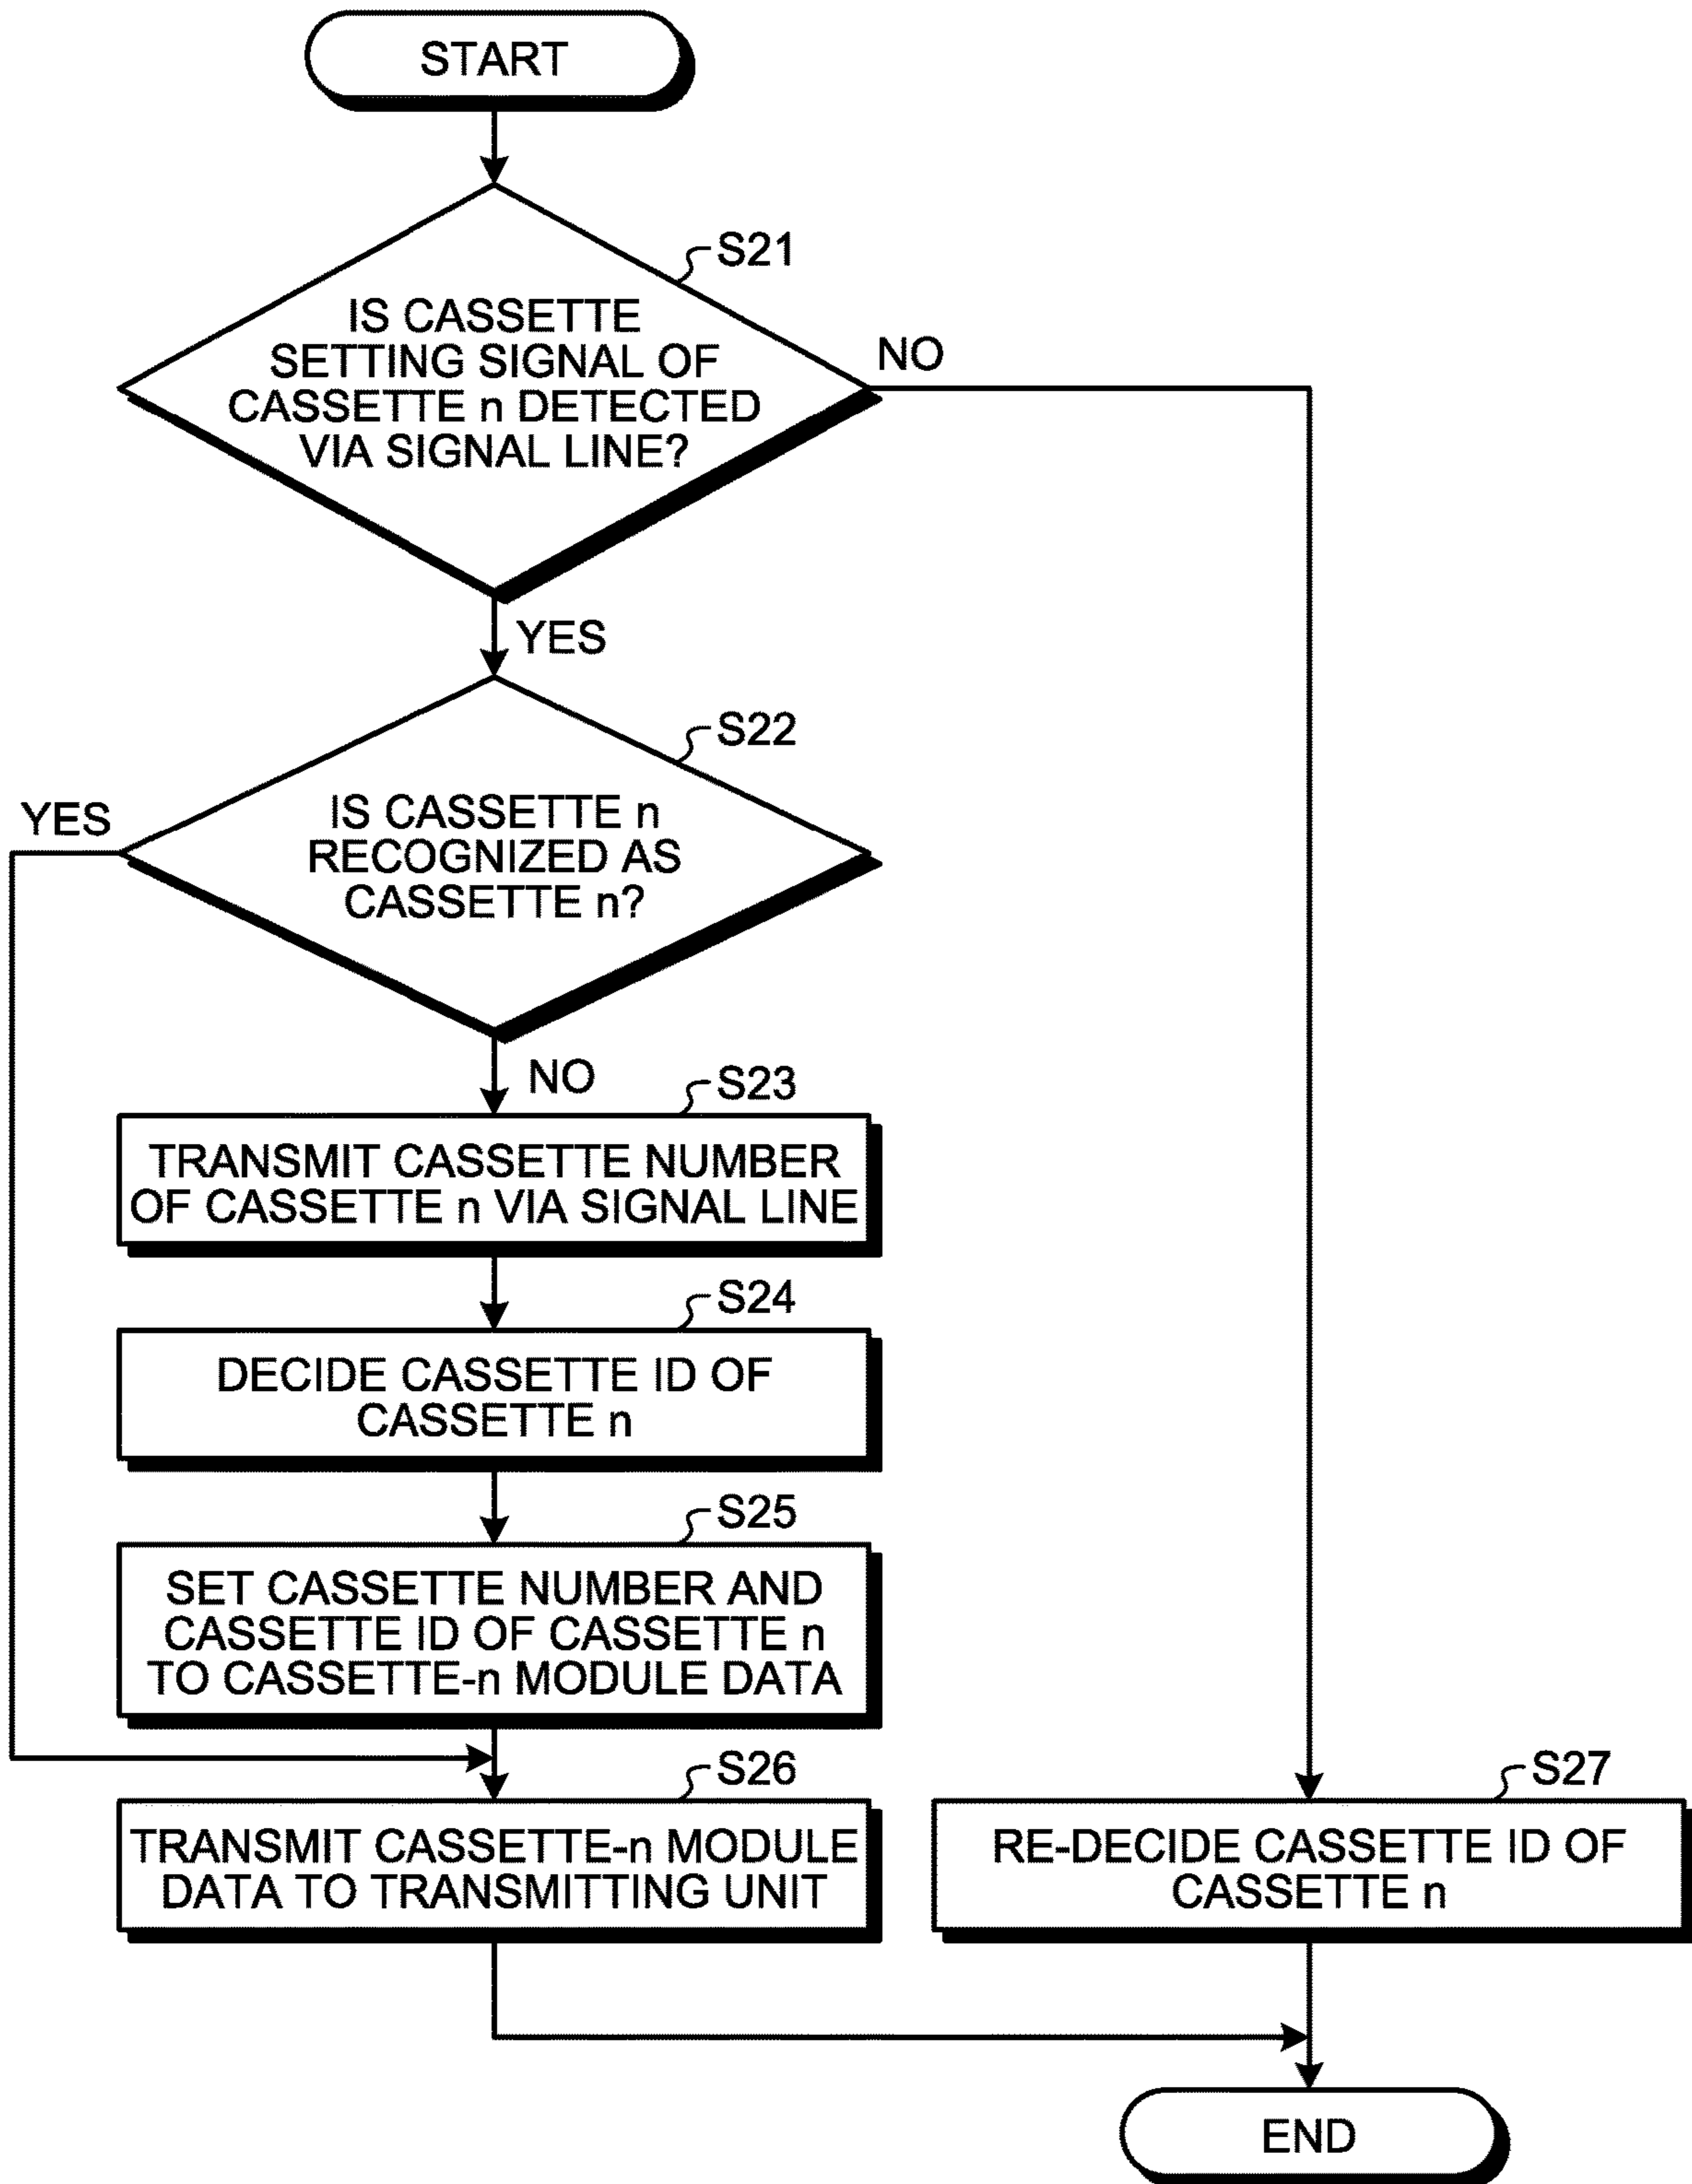 START
S21
IS CASSETTE
SETTING SIGNAL OF
CASSETTE n DETECTED
VIA SIGNAL LINE?
NO
YES
S22
IS CASSETTE n
RECOGNIZED AS
CASSETTE n?
YES
NO
S23
TRANSMIT CASSETTE NUMBER
OF CASSETTE n VIA SIGNAL LINE
S24
DECIDE CASSETTE ID OF
CASSETTE n
S25
SET CASSETTE NUMBER AND
CASSETTE ID OF CASSETTE n
TO CASSETTE-n MODULE DATA
S26
TRANSMIT CASSETTE-n MODULE
DATA TO TRANSMITTING UNIT
S27
RE-DECIDE CASSETTE ID OF
CASSETTE n
END